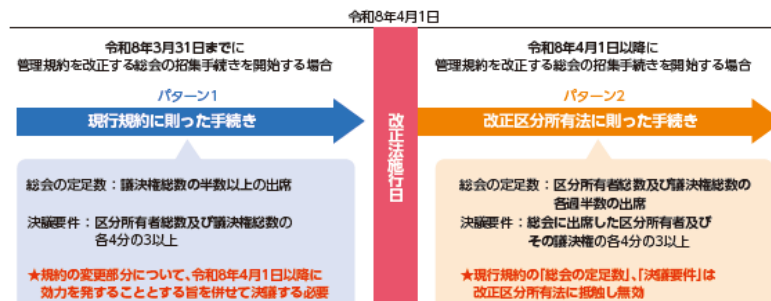 令和8年4月1日
令和8年3月31日までに
管理規約を改正する総会の招集手続きを開始する場合
パターン1
現行規約に則った手続き
総会の定足数：議決権総数の半数以上の出席
決議要件：区分所有者総数及び議決権総数の
各4分の3以上
★規約の変更部分について、令和8年4月1日以降に
効力を発することとする旨を併せて決議する必要
改正法施行日
令和8年4月1日以降に
管理規約を改正する総会の招集手続きを開始する場合
パターン2
改正区分所有法に則った手続き
総会の定足数：区分所有者総数及び議決権総数の
各過半数の出席
決議要件：総会に出席した区分所有者及び
その議決権の各4分の3以上
★現行規約の「総会の定足数」、「決議要件」は
改正区分所有法に抵触し無効